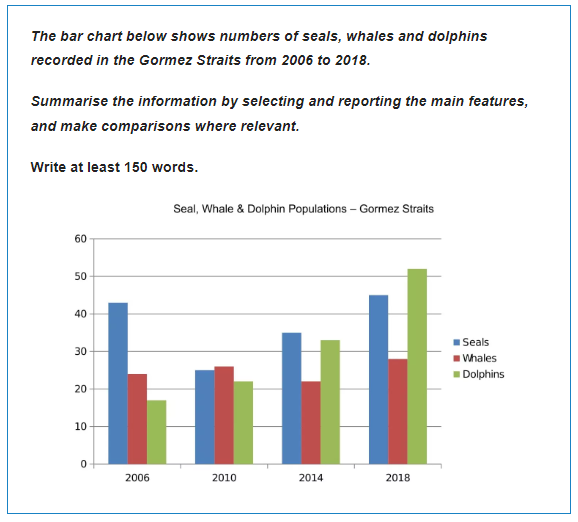 The bar chart below shows numbers of seals, whales and dolphins
recorded in the Gormez Straits from 2006 to 2018.
Summarise the information by selecting and reporting the main features,
and make comparisons where relevant.
Write at least 150 words.
Seal, Whale & Dolphin Populations – Gormez Straits
60
50
40
30
20
10
0
2006 2010 2014 2018
Seals
Whales
Dolphins